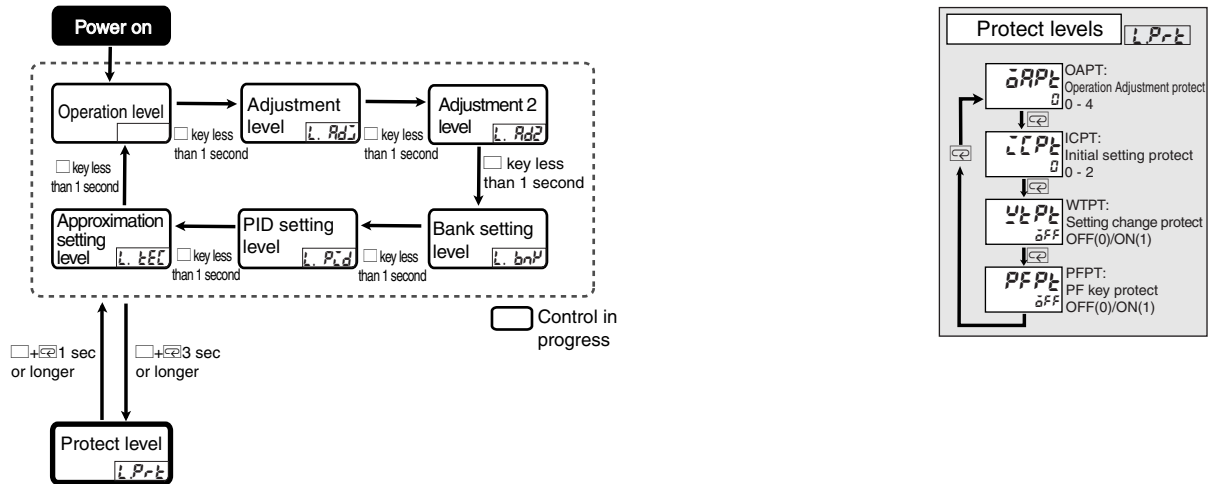 Power on
Operation level
Adjustment
level
L. AdJ
Adjustment 2
level
L. Ad2
key less
than 1 second
key less
than 1 second
key less
than 1 second
key less
than 1 second
Approximation
setting
level
L. tEC
key less
than 1 second
PID setting
level
L. Pid
key less
than 1 second
Bank setting
level
L. bnk
Control in
progress
+ 1 sec
or longer
+ 3 sec
or longer
Protect level
L.Prt
Protect levels
L.Prt
oAPt
0
OAPT:
Operation Adjustment protect
0 - 4
iCPt
0
ICPT:
Initial setting protect
0 - 2
WtPt
oFF
WTPT:
Setting change protect
OFF(0)/ON(1)
PFPt
oFF
PFPT:
PF key protect
OFF(0)/ON(1)